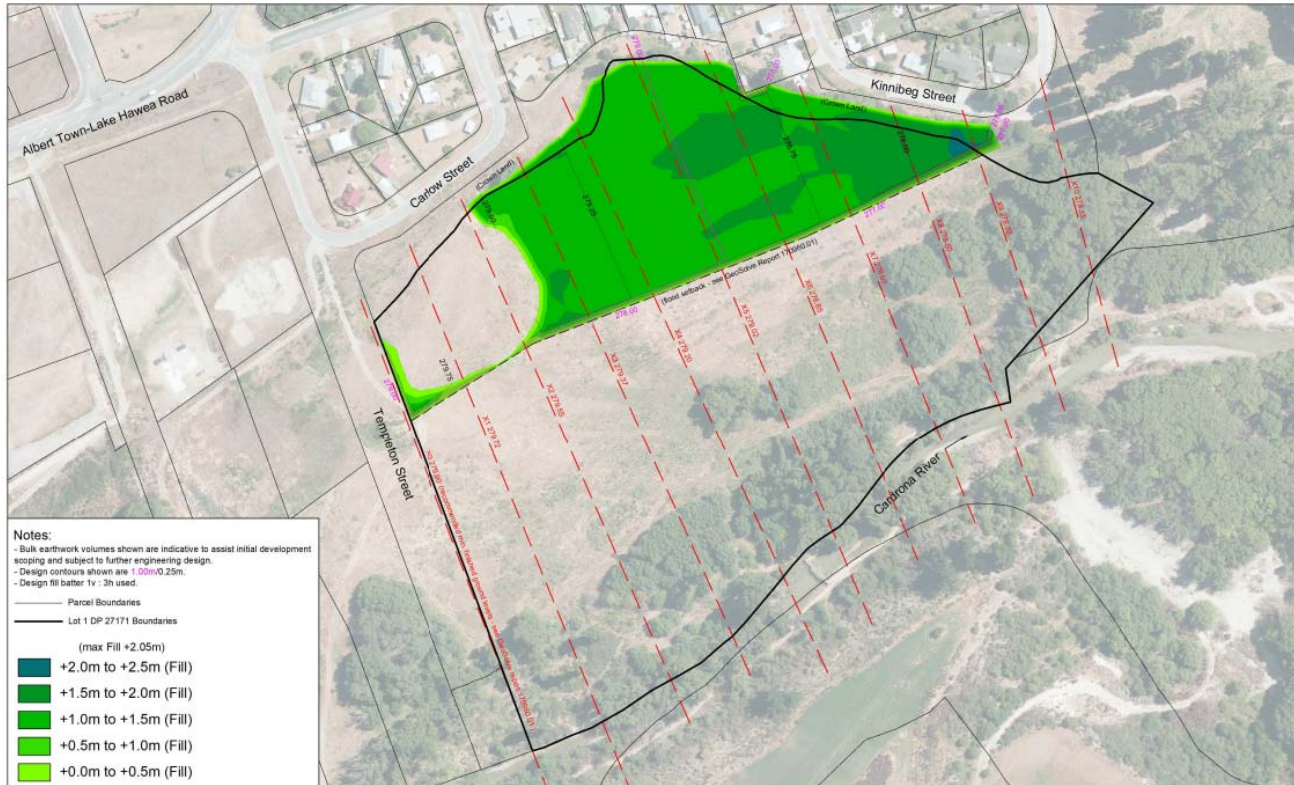 Kinnibeg Street
(Crown Land)
Albert Town-Lake Hawea Road
Carlow Street
(Crown Land)
279.50
279.25
278.75
277.00
(flood setback - see GeoSolve Report 170960.01)
278.00
279.75
Templeton Street
X1 279.72
X2 279.55
X3 279.37
X4 279.20
X5 279.02
X6 278.85
Cardrona River
Notes:
- Bulk earthwork volumes shown are indicative to assist initial development
scoping and subject to further engineering design.
- Design contours shown are 1.00m/0.25m.
- Design fill batter 1v : 3h used.
Parcel Boundaries
Lot 1 DP 27171 Boundaries
(max Fill +2.05m)
+2.0m to +2.5m (Fill)
+1.5m to +2.0m (Fill)
+1.0m to +1.5m (Fill)
+0.5m to +1.0m (Fill)
+0.0m to +0.5m (Fill)